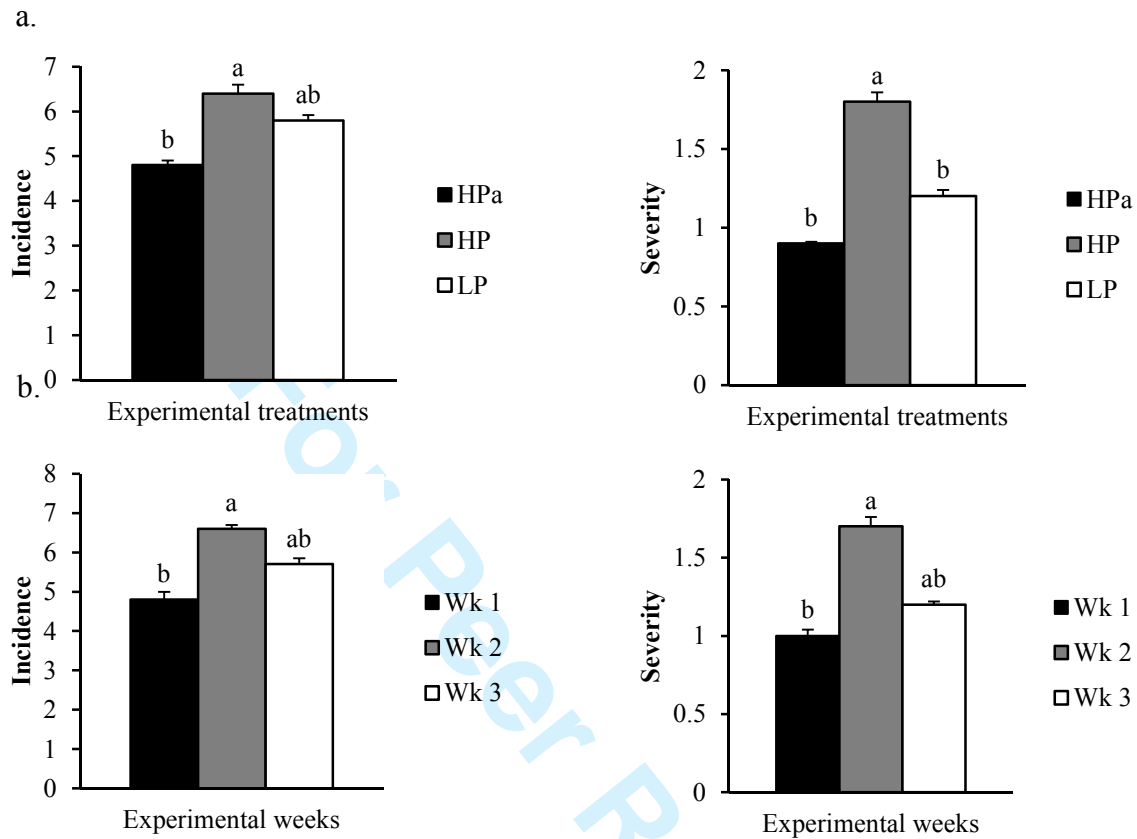 a.
7
6
5
4
3
2
1
0
Incidence
b
a
ab
Experimental treatments
HPa
HP
LP
2
1.5
1
0.5
0
Severity
b
a
b
Experimental treatments
HPa
HP
LP
b.
8
7
6
5
4
3
2
1
0
Incidence
b
a
ab
Experimental weeks
Wk 1
Wk 2
Wk 3
2
1.5
1
0.5
0
Severity
b
a
ab
Experimental weeks
Wk 1
Wk 2
Wk 3
For Peer R